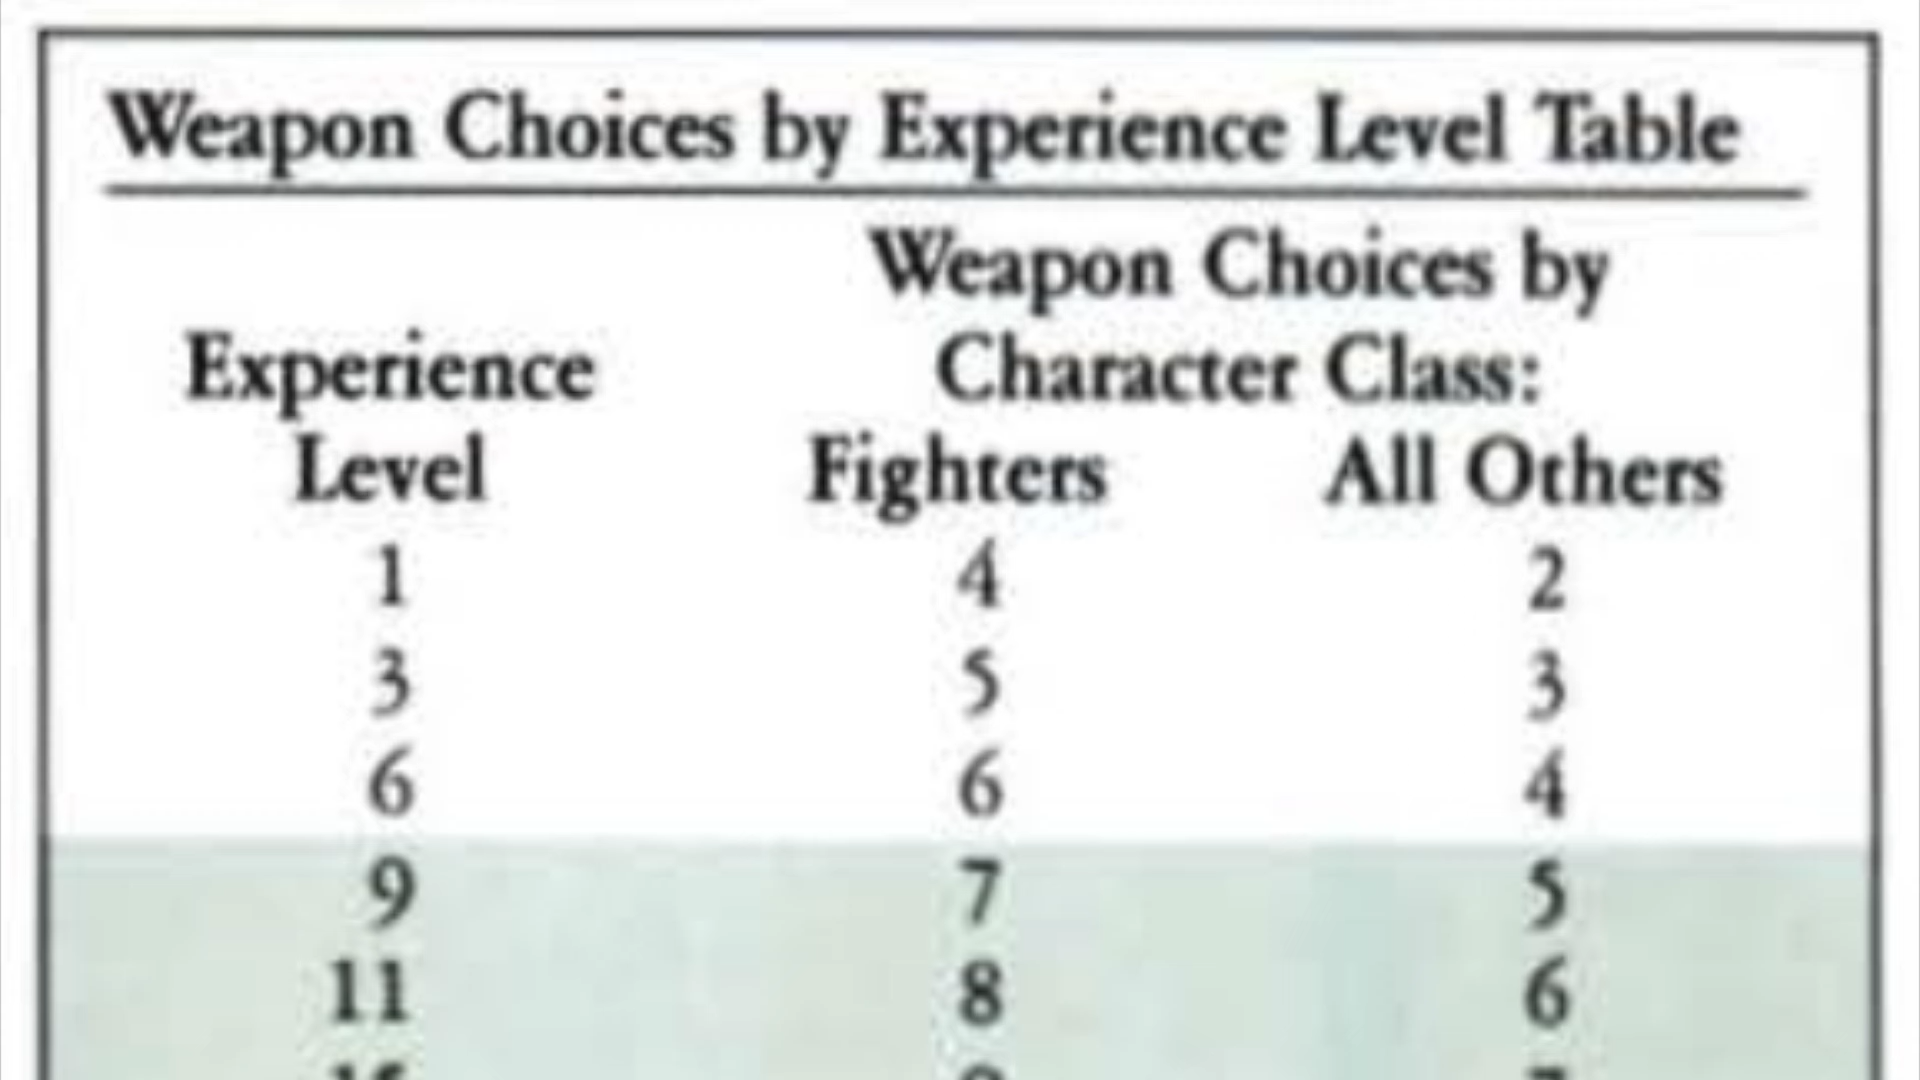 Weapon Choices by Experience Level Table
Weapon Choices by
Experience Character Class:
Level Fighters All Others
1 4 2
3 5 3
6 6 4
9 7 5
11 8 6